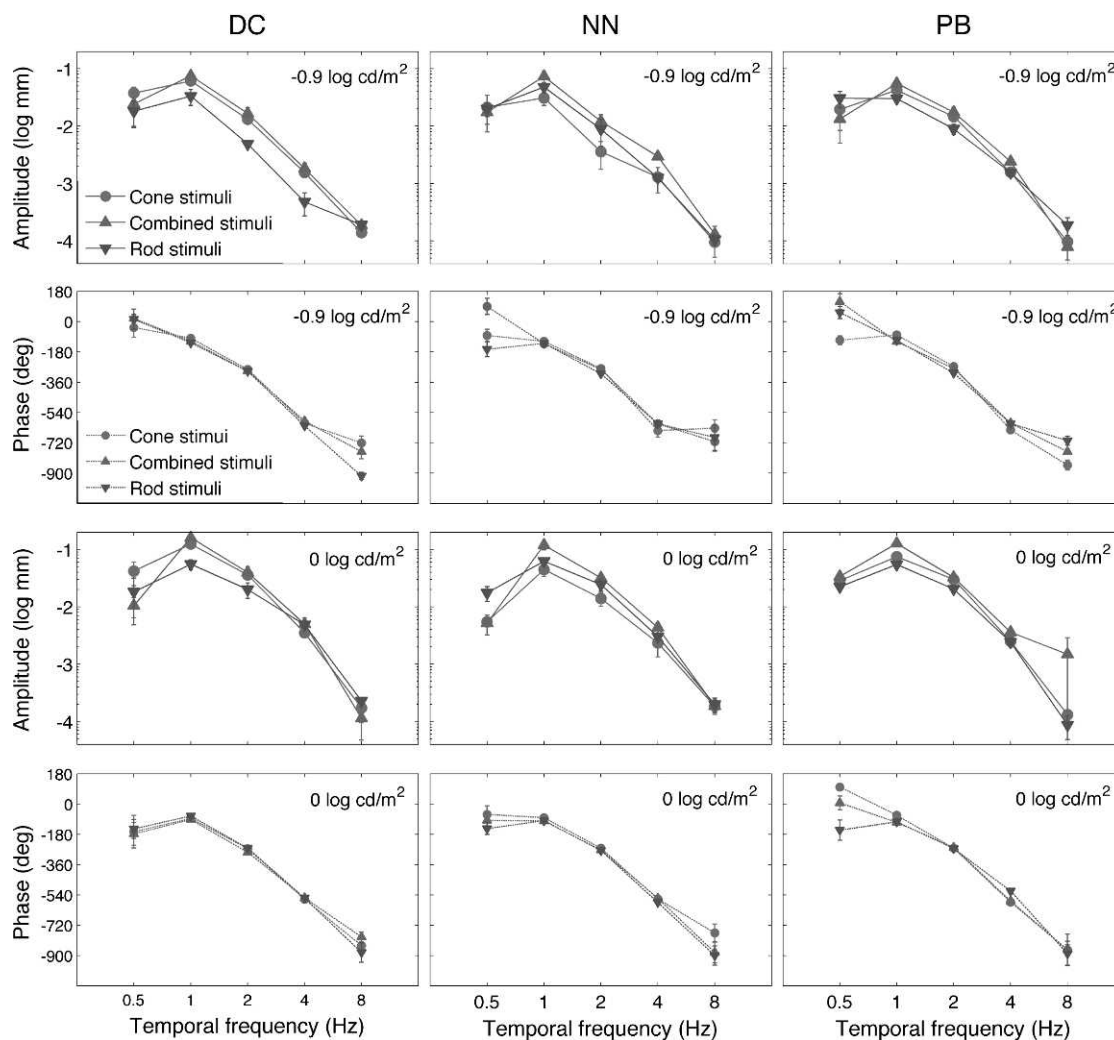 DC NN PB
Amplitude (log mm)
-1
-2
-3
-4
-0.9 log cd/m²
-0.9 log cd/m²
-0.9 log cd/m²
Cone stimuli
Combined stimuli
Rod stimuli
Phase (deg)
180
0
-180
-360
-540
-720
-900
-0.9 log cd/m²
-0.9 log cd/m²
-0.9 log cd/m²
Cone stimui
Combined stimuli
Rod stimuli
Amplitude (log mm)
-1
-2
-3
-4
0 log cd/m²
0 log cd/m²
0 log cd/m²
Phase (deg)
180
0
-180
-360
-540
-720
-900
0 log cd/m²
0 log cd/m²
0 log cd/m²
0.5 1 2 4 8 0.5 1 2 4 8 0.5 1 2 4 8
Temporal frequency (Hz) Temporal frequency (Hz) Temporal frequency (Hz)